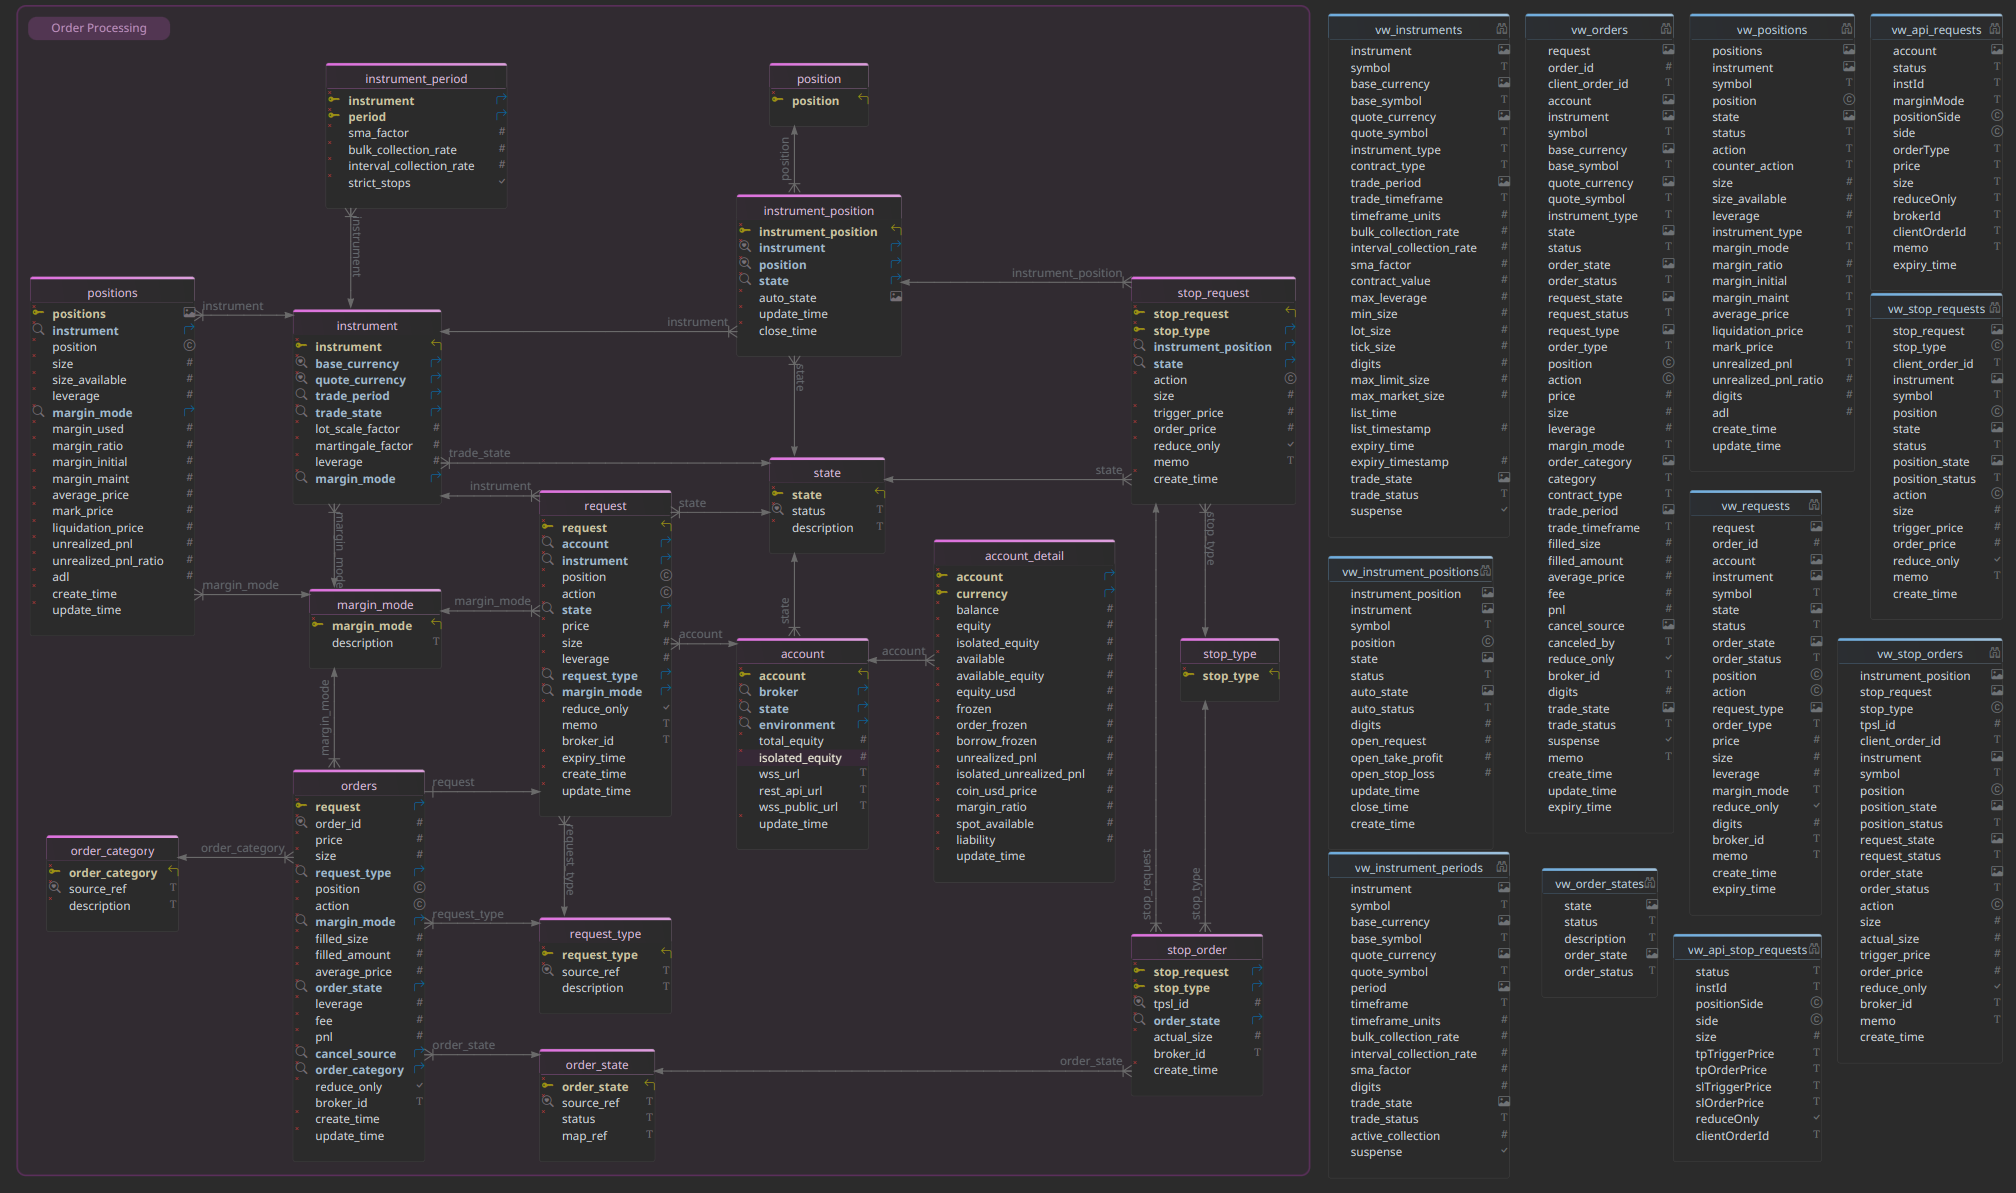 Order Processing
instrument_period
instrument
period
sma_factor
bulk_collection_rate
interval_collection_rate
strict_stops
position
position
position
instrument
instrument_position
instrument_position
instrument
position
state
auto_state
update_time
close_time
positions
positions
instrument
position
size
size_available
leverage
margin_mode
margin_used
margin_ratio
margin_initial
margin_maint
average_price
mark_price
liquidation_price
unrealized_pnl
unrealized_pnl_ratio
adl
create_time
update_time
instrument
instrument
instrument
base_currency
quote_currency
trade_period
trade_state
lot_scale_factor
martingale_factor
leverage
margin_mode
instrument
instrument_position
stop_request
stop_request
stop_type
instrument_position
state
action
size
trigger_price
order_price
reduce_only
memo
create_time
state
trade_state
state
state
status
description
state
instrument
state
request
request
account
instrument
position
action
state
price
size
leverage
request_type
margin_mode
reduce_only
memo
broker_id
expiry_time
create_time
update_time
margin_mode
margin_mode
margin_mode
margin_mode
description
margin_mode
margin_mode
account
state
account
account
broker
state
environment
total_equity
isolated_equity
wss_url
rest_api_url
wss_public_url
update_time
account
account_detail
account
currency
balance
equity
isolated_equity
available
available_equity
equity_usd
frozen
order_frozen
borrow_frozen
unrealized_pnl
isolated_unrealized_pnl
coin_usd_price
margin_ratio
spot_available
liability
update_time
stop_type
stop_type
stop_type
stop_request
stop_type
orders
request
order_id
price
size
request_type
position
action
margin_mode
filled_size
filled_amount
average_price
order_state
leverage
fee
pnl
cancel_source
order_category
reduce_only
broker_id
create_time
update_time
request
order_category
order_category
order_category
source_ref
description
request_type
request_type
request_type
request_type
source_ref
description
order_state
order_state
order_state
source_ref
status
map_ref
order_state
stop_order
stop_request
stop_type
tpsl_id
order_state
actual_size
broker_id
create_time
vw_instruments
instrument
symbol
base_currency
base_symbol
quote_currency
quote_symbol
instrument_type
contract_type
trade_period
trade_timeframe
timeframe_units
bulk_collection_rate
interval_collection_rate
sma_factor
contract_value
max_leverage
min_size
lot_size
tick_size
digits
max_limit_size
max_market_size
list_time
list_timestamp
expiry_time
expiry_timestamp
trade_state
trade_status
suspense
vw_instrument_positions
instrument_position
instrument
symbol
position
state
status
auto_state
auto_status
digits
open_request
open_take_profit
open_stop_loss
update_time
close_time
create_time
vw_instrument_periods
instrument
symbol
base_currency
base_symbol
quote_currency
quote_symbol
period
timeframe
timeframe_units
bulk_collection_rate
interval_collection_rate
sma_factor
digits
trade_state
trade_status
active_collection
suspense
vw_orders
request
order_id
client_order_id
account
instrument
symbol
base_currency
base_symbol
quote_currency
quote_symbol
instrument_type
state
status
order_state
order_status
request_state
request_status
request_type
order_type
position
action
price
size
leverage
margin_mode
order_category
category
contract_type
trade_period
trade_timeframe
filled_size
filled_amount
average_price
fee
pnl
cancel_source
canceled_by
reduce_only
broker_id
digits
trade_state
trade_status
suspense
memo
create_time
update_time
expiry_time
vw_order_states
state
status
description
order_state
order_status
vw_positions
positions
instrument
symbol
position
state
status
action
counter_action
size
size_available
leverage
instrument_type
margin_mode
margin_ratio
margin_initial
margin_maint
average_price
liquidation_price
mark_price
unrealized_pnl
unrealized_pnl_ratio
digits
adl
create_time
update_time
vw_requests
request
order_id
account
instrument
symbol
state
status
order_state
order_status
position
action
request_type
order_type
price
size
leverage
margin_mode
reduce_only
digits
broker_id
memo
create_time
expiry_time
vw_api_stop_requests
status
instId
positionSide
side
size
tpTriggerPrice
tpOrderPrice
slTriggerPrice
slOrderPrice
reduceOnly
clientOrderId
vw_api_requests
account
status
instId
marginMode
positionSide
side
orderType
price
size
reduceOnly
brokerId
clientOrderId
memo
expiry_time
vw_stop_requests
stop_request
stop_type
client_order_id
instrument
symbol
position
state
status
position_state
position_status
action
size
trigger_price
order_price
reduce_only
memo
create_time
vw_stop_orders
instrument_position
stop_request
stop_type
tpsl_id
client_order_id
instrument
symbol
position
position_state
position_status
request_state
request_status
order_state
order_status
action
size
actual_size
trigger_price
order_price
reduce_only
broker_id
memo
create_time